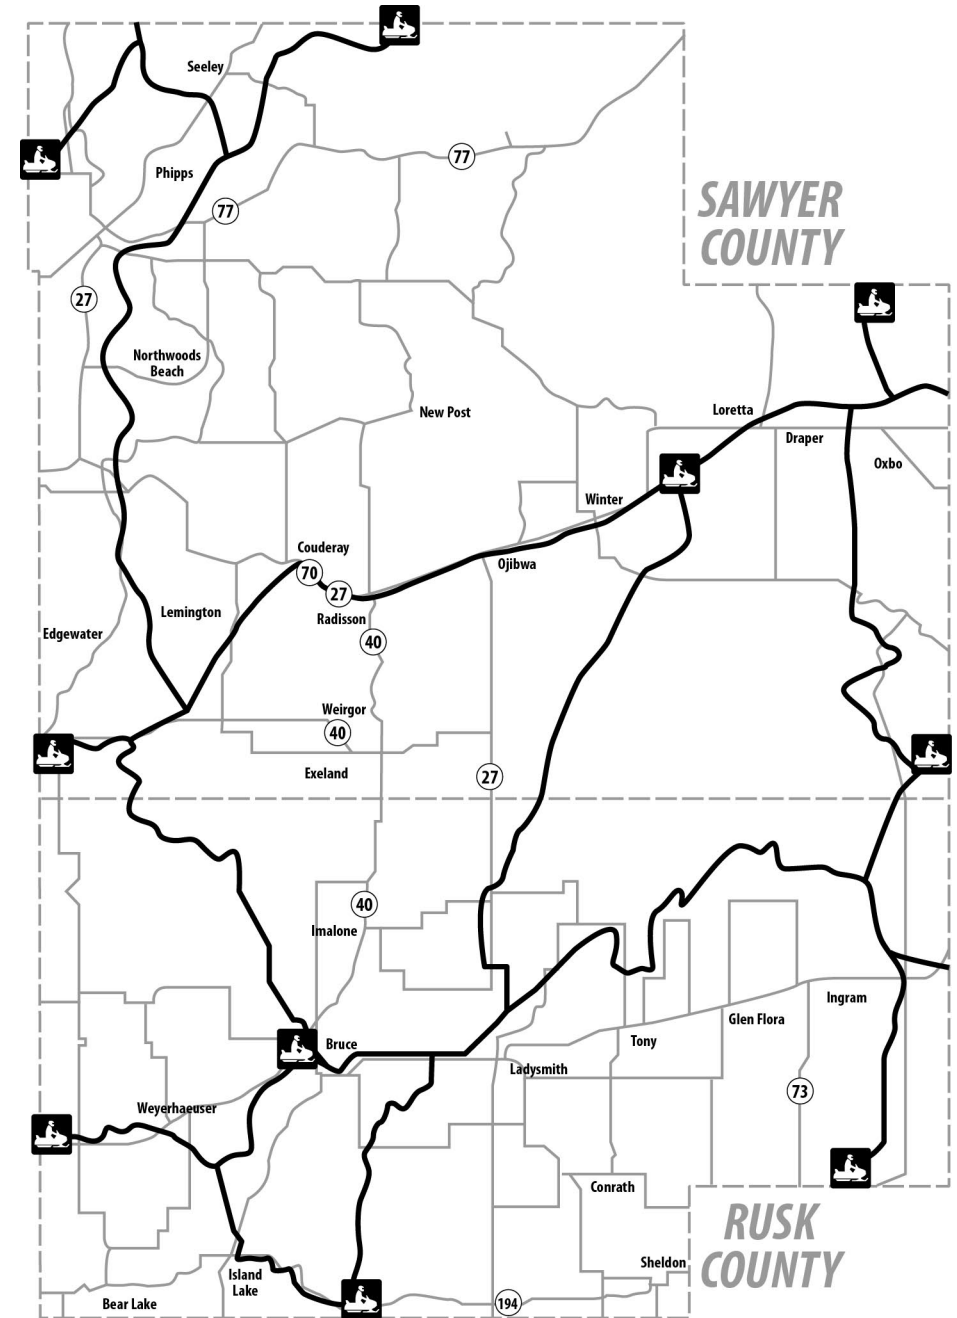 Seeley
77
Phipps
77
SAWYER
COUNTY
27
Northwoods
Beach
New Post
Loretta
Draper
Oxbo
Winter
Couderay
70
Ojibwa
27
Lemington
Radisson
Edgewater
40
Weirgor
40
Exeland
27
40
Imalone
Ingram
Glen Flora
Bruce
Tony
Ladysmith
73
Weyerhaeuser
Conrath
RUSK
COUNTY
Sheldon
Island
Lake
Bear Lake
194